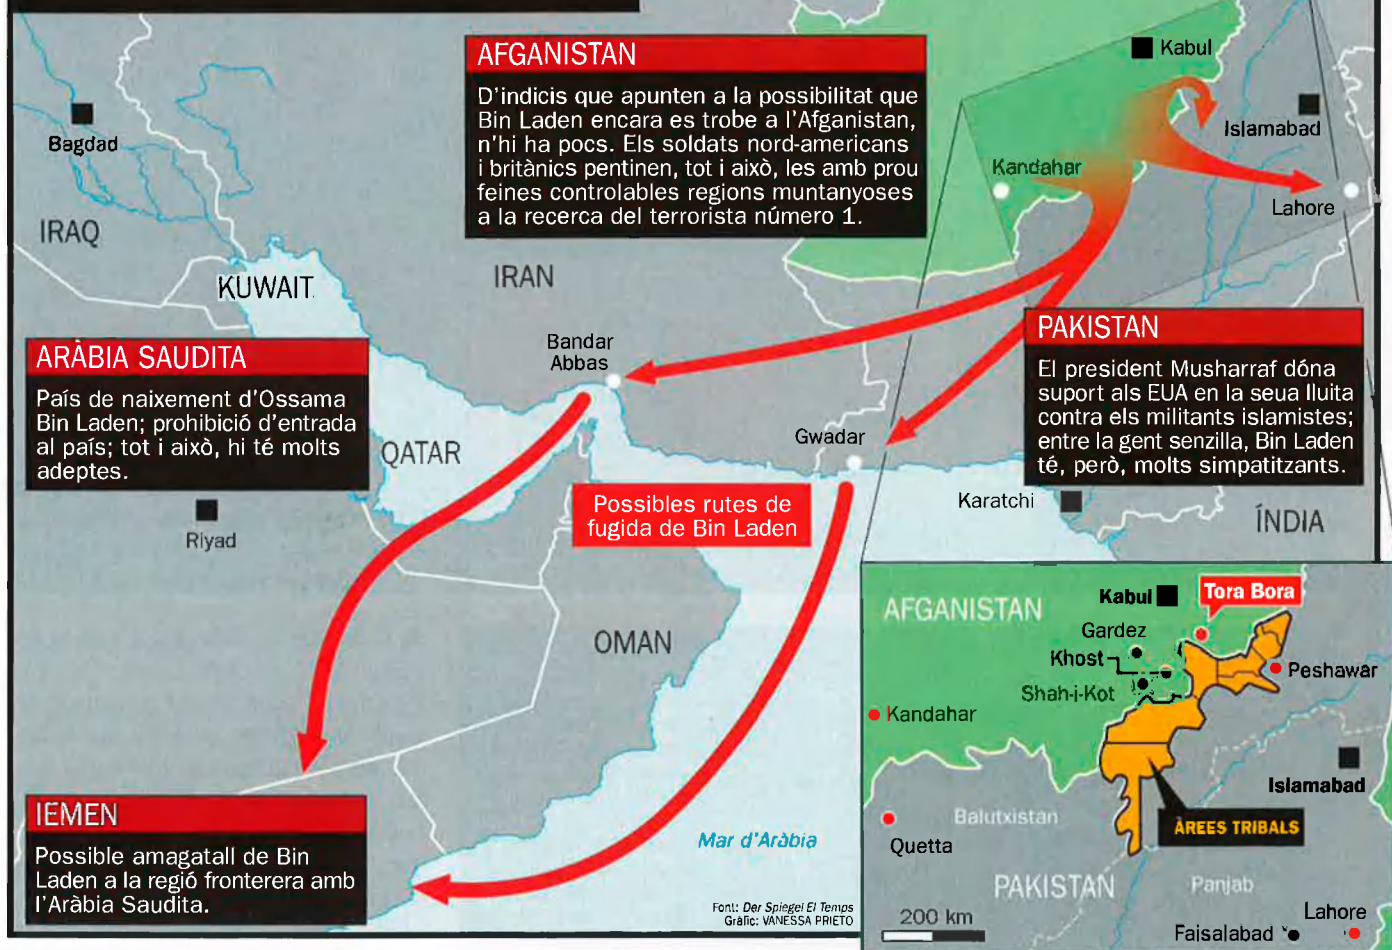 AFGANISTAN
D'indicis que apunten a la possibilitat que
Bin Laden encara es trobe a l'Afganistan,
n'hi ha pocs. Els soldats nord-americans
i britànics pentinen, tot i això, les amb prou
feines controlables regions muntanyoses
a la recerca del terrorista número 1.
Kabul
Islamabad
Kandahar
Lahore
Bagdad
IRAQ
KUWAIT
IRAN
ARÀBIA SAUDITA
País de naixement d'Ossama
Bin Laden; prohibició d'entrada
al país; tot i això, hi té molts
adeptes.
Bandar
Abbas
QATAR
Gwadar
PAKISTAN
El president Musharraf dóna
suport als EUA en la seua lluita
contra els militants islamistes;
entre la gent senzilla, Bin Laden
té, però, molts simpatitzants.
Karatchi
ÍNDIA
Riyad
Possibles rutes de
fugida de Bin Laden
OMAN
IEMEN
Possible amagatall de Bin
Laden a la regió fronterera amb
l'Aràbia Saudita.
Mar d'Aràbia
Font: Der Spiegel El Temps
Gràfic: VANESSA PRIETO
AFGANISTAN
Kabul
Tora Bora
Gardez
Khost
Shah-i-Kot
Peshawar
Kandahar
Islamabad
Balutxistan
ÀREES TRIBALS
Quetta
PAKISTAN
Panjab
200 km
Lahore
Faisalabad